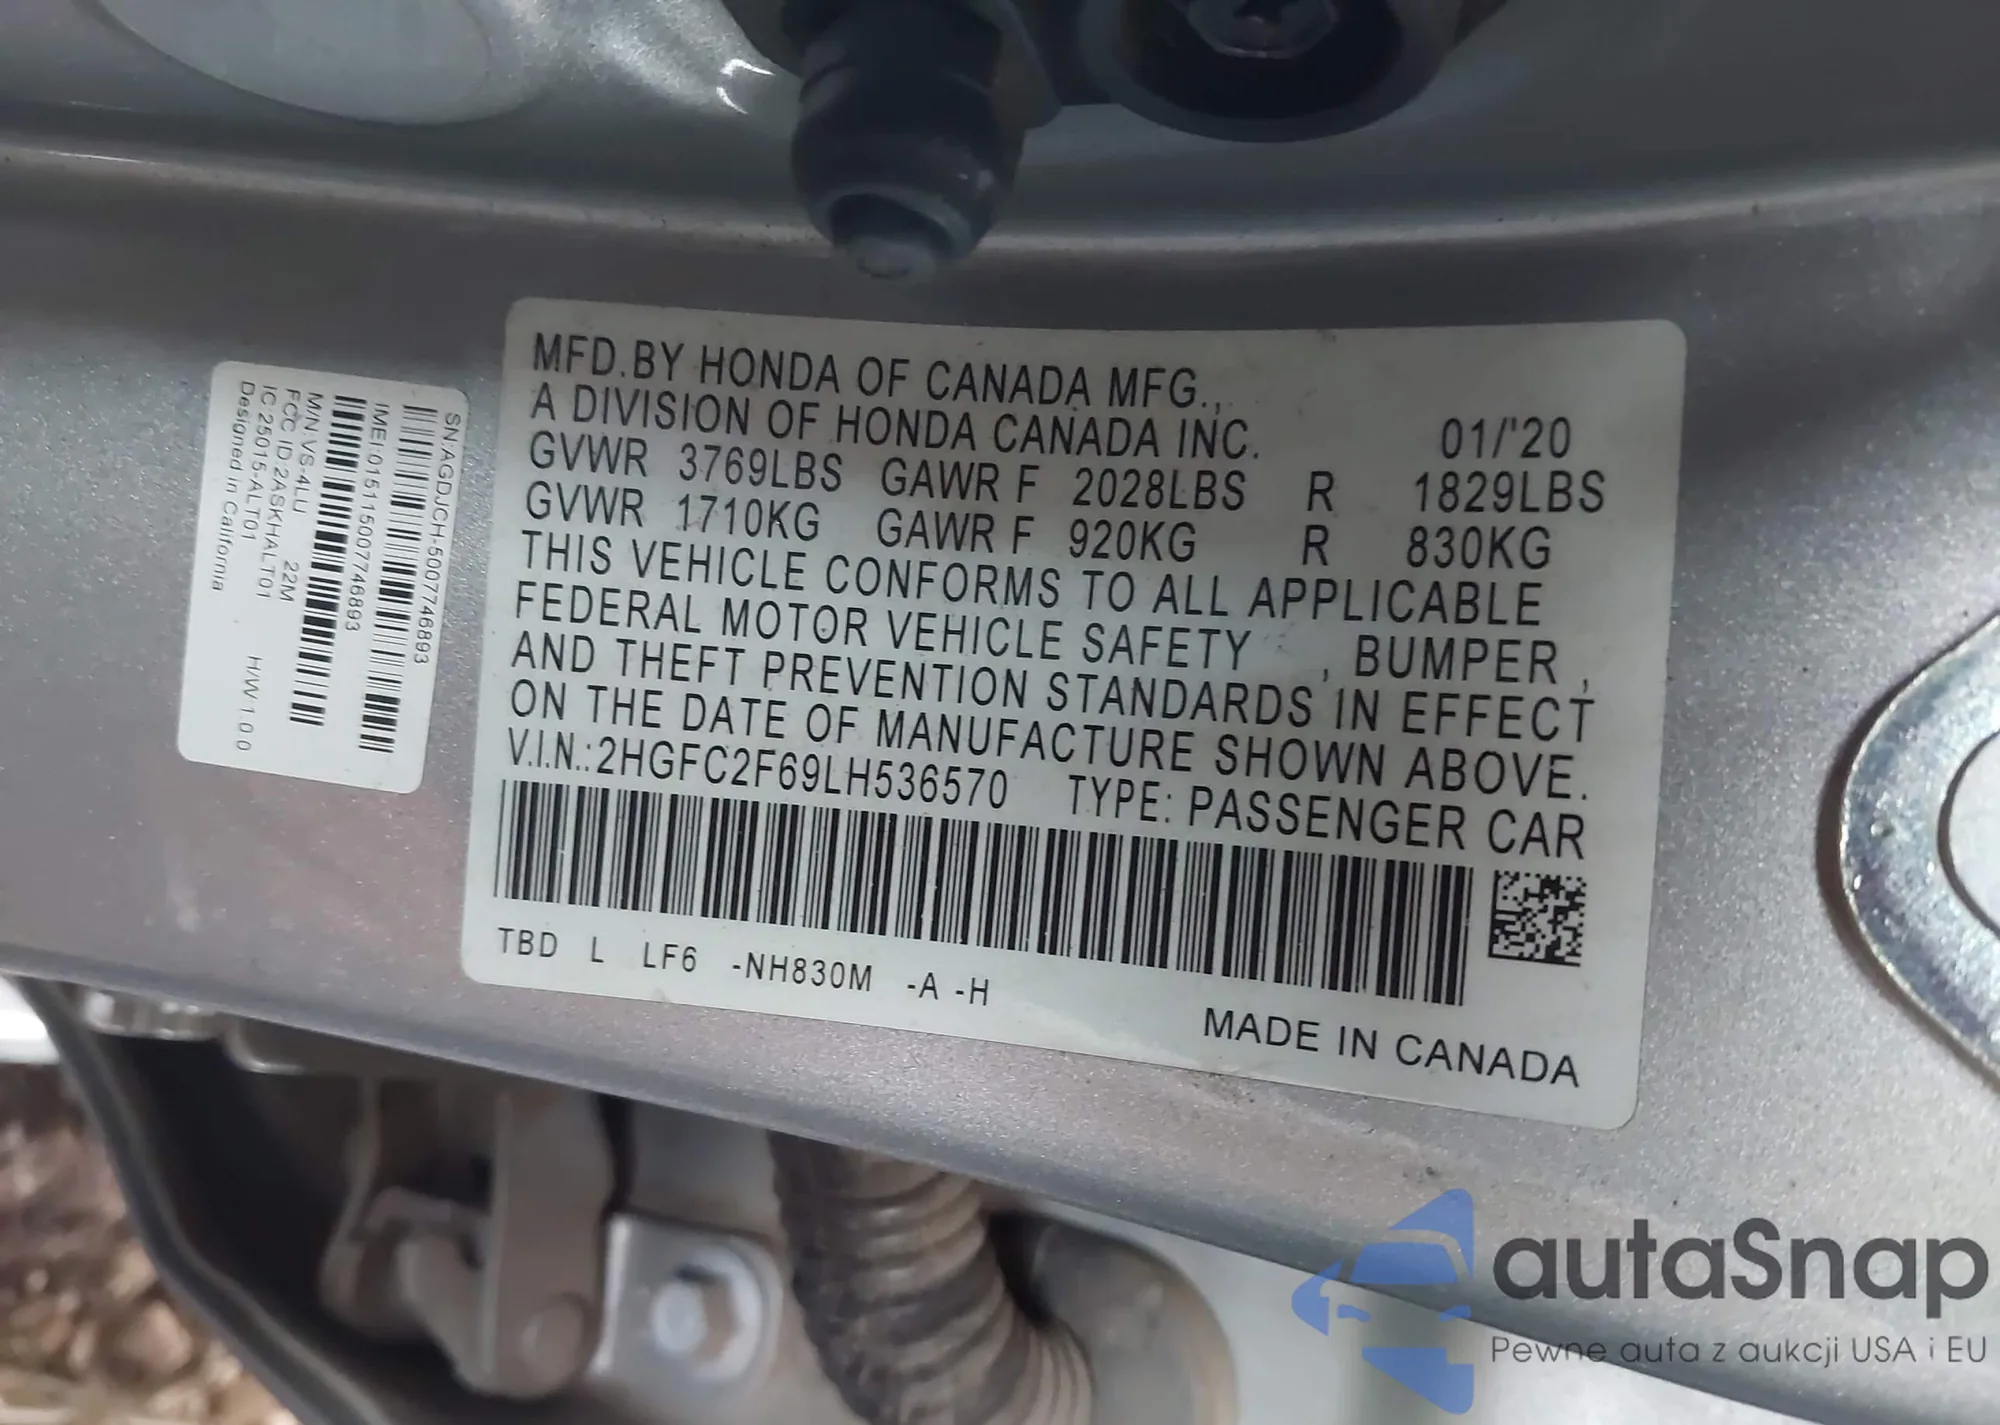 MFD.BY HONDA OF CANADA MFG.,
A DIVISION OF HONDA CANADA INC. 01/'20
GVWR 3769LBS GAWR F 2028LBS R 1829LBS
GVWR 1710KG GAWR F 920KG R 830KG
THIS VEHICLE CONFORMS TO ALL APPLICABLE
FEDERAL MOTOR VEHICLE SAFETY , BUMPER ,
AND THEFT PREVENTION STANDARDS IN EFFECT
ON THE DATE OF MANUFACTURE SHOWN ABOVE.
V.I.N.:2HGFC2F69LH536570 TYPE: PASSENGER CAR
TBD L LF6 -NH830M -A -H
MADE IN CANADA
SN:AGDJCH-5007746893
IMEI:015115007746893
M/N:VS-4LU 22M
FCC ID:2ASKHALT01
IC:25015-ALT01 H/W:1.0.0
Designed in California
autaSnap
Pewne auta z aukcji USA i EU